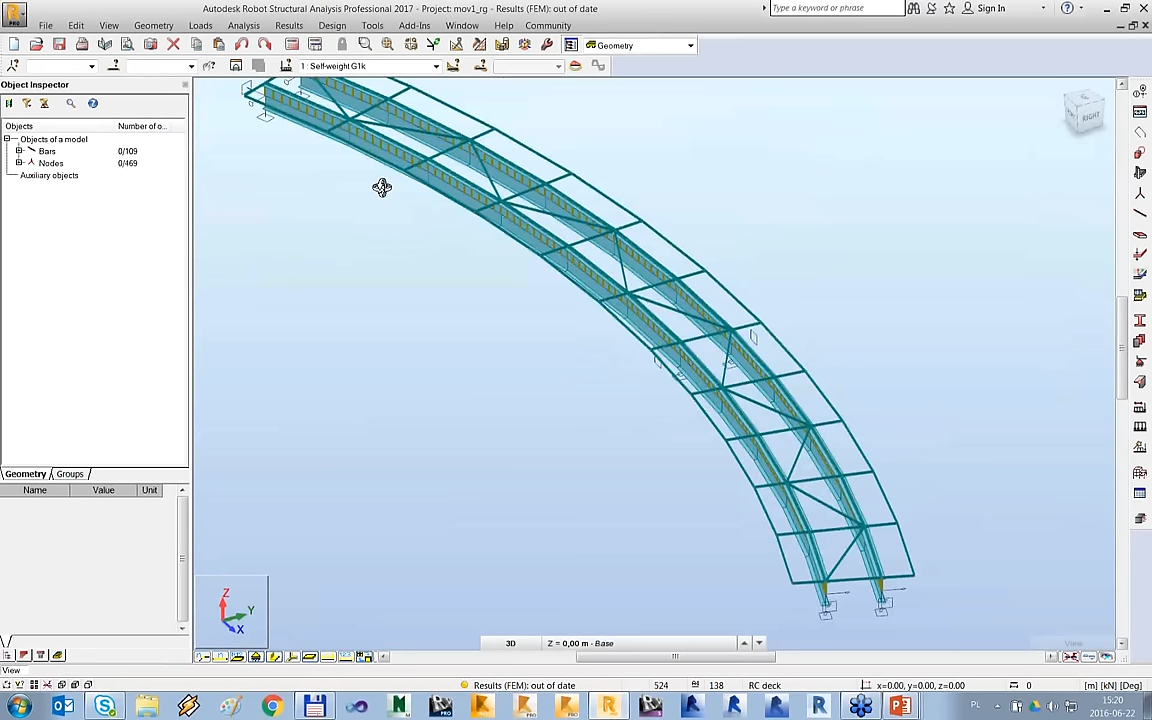 Autodesk Robot Structural Analysis Professional 2017 - Project: mov1_rg - Results (FEM): out of date
Type a keyword or phrase
Sign In
File Edit View Geometry Loads Analysis Results Design Tools Add-Ins Window Help Community
Geometry
1 : Self-weight G1k
Object Inspector
Objects Number of o...
Objects of a model
Bars 0/109
Nodes 0/469
Auxiliary objects
RIGHT
Geometry Groups
Name Value Unit
Z
Y
X
3D Z = 0,00 m - Base
View
View
Results (FEM): out of date 524 138 RC deck x=0.00, y=0.00, z=0.00 0 [m] [kN] [Deg]
PL 15:20
2016-06-22